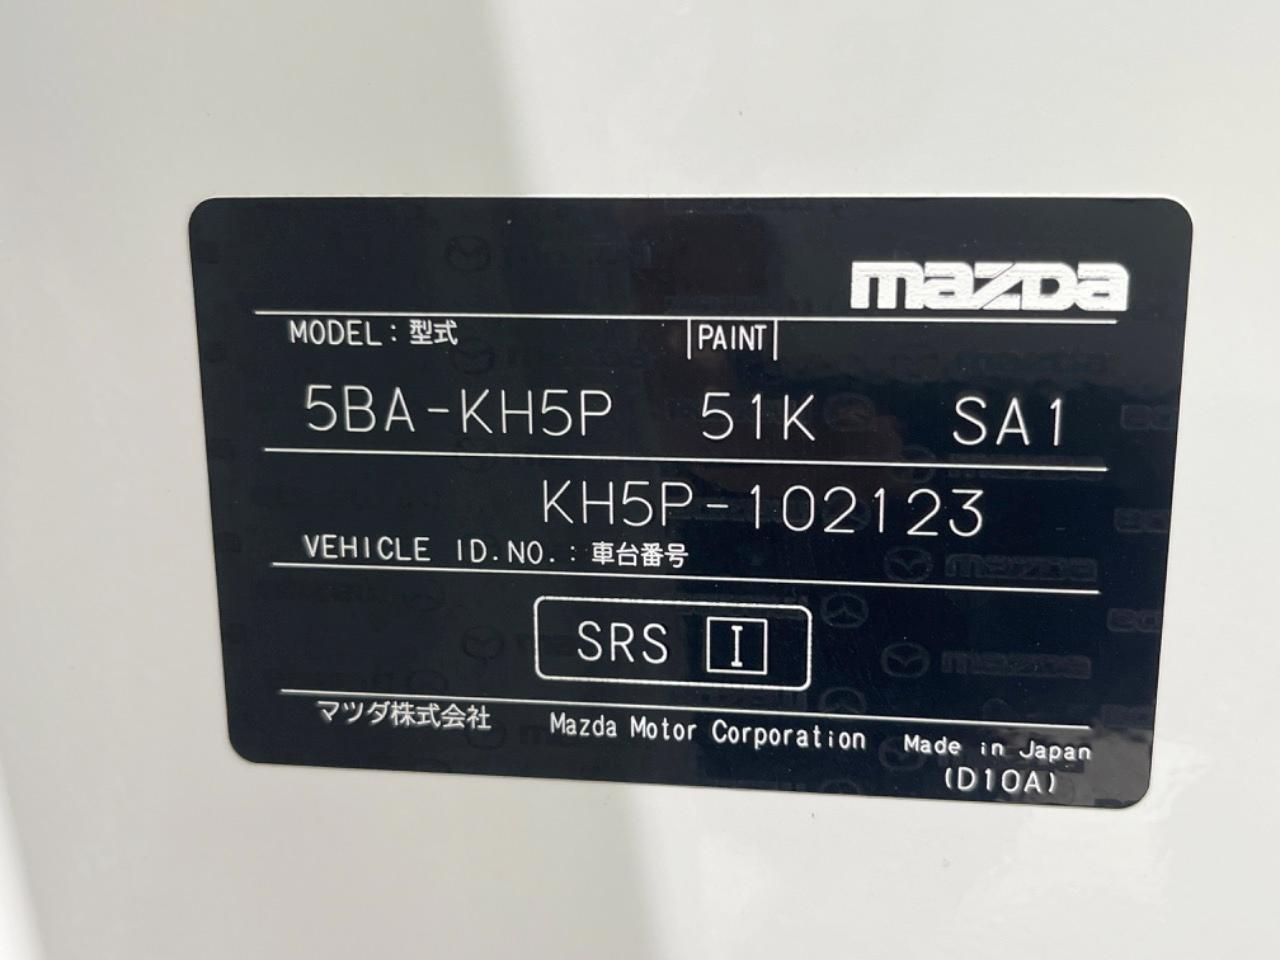 mazda
MODEL：型式 PAINT
5BA-KH5P 51K SA1
KH5P-102123
VEHICLE ID.NO.：車台番号
SRS I
マツダ株式会社 Mazda Motor Corporation Made in Japan
(D10A)